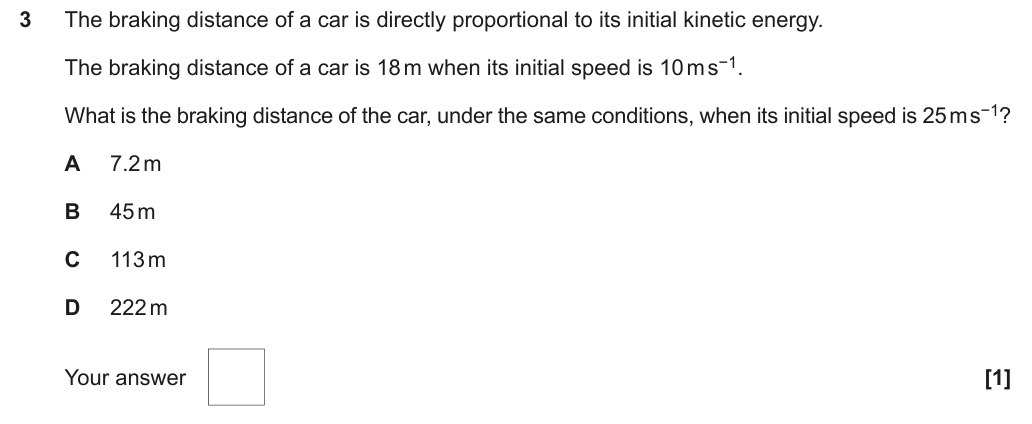 3 The braking distance of a car is directly proportional to its initial kinetic energy.
The braking distance of a car is 18 m when its initial speed is 10 m s⁻¹.
What is the braking distance of the car, under the same conditions, when its initial speed is 25 m s⁻¹?
A 7.2 m
B 45 m
C 113 m
D 222 m
Your answer [1]